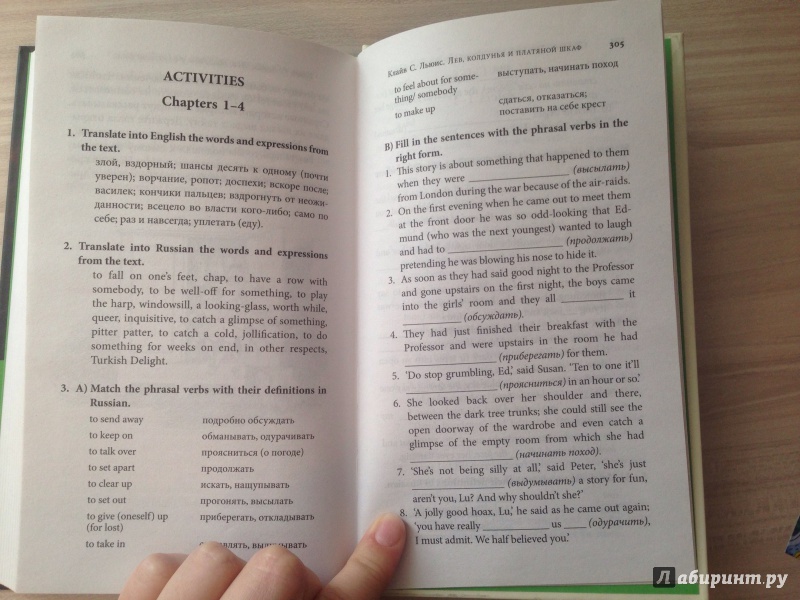 ACTIVITIES
Chapters 1–4
1. Translate into English the words and expressions from
the text.
злой, вздорный; шансы десять к одному (почти
уверен); ворчание, ропот; доспехи; вскоре после;
василек; кончики пальцев; вздрогнуть от неожи-
данности; всецело во власти кого-либо; само по
себе; раз и навсегда; уплетать (еду).
2. Translate into Russian the words and expressions
from the text.
to fall on one's feet, chap, to have a row with
somebody, to be well-off for something, to play
the harp, windowsill, a looking-glass, worth while,
queer, inquisitive, to catch a glimpse of something,
pitter patter, to catch a cold, jollification, to do
something for weeks on end, in other respects,
Turkish Delight.
3. A) Match the phrasal verbs with their definitions in
Russian.
to send away подробно обсуждать
to keep on обманывать, одурачивать
to talk over проясниться (о погоде)
to set apart продолжать
to clear up искать, нащупывать
to set out прогонять, высылать
to give (oneself) up приберегать, откладывать
(for lost)
to take in
Клайв С. Льюис. Лев, колдунья и платяной шкаф 305
to feel about for some- выступать, начинать поход
thing/ somebody
to make up сдаться, отказаться;
поставить на себе крест
B) Fill in the sentences with the phrasal verbs in the
right form.
1. This story is about something that happened to them
when they were ____________ (высылать)
from London during the war because of the air-raids.
2. On the first evening when he came out to meet them
at the front door he was so odd-looking that Ed-
mund (who was the next youngest) wanted to laugh
and had to ____________ (продолжать)
pretending he was blowing his nose to hide it.
3. As soon as they had said good night to the Professor
and gone upstairs on the first night, the boys came
into the girls' room and they all ____________ it
____________ (обсуждать).
4. They had just finished their breakfast with the
Professor and were upstairs in the room he had
____________ (приберегать) for them.
5. 'Do stop grumbling, Ed,' said Susan. 'Ten to one it'll
____________ (проясниться) in an hour or so.'
6. She looked back over her shoulder and there,
between the dark tree trunks; she could still see the
open doorway of the wardrobe and even catch a
glimpse of the empty room from which she had
____________ (начинать поход).
7. 'She's not being silly at all,' said Peter, 'she's just
____________ (выдумывать) a story for fun,
aren't you, Lu? And why shouldn't she?'
8. 'A jolly good hoax, Lu,' he said as he came out again;
'you have really ____________ us ____ (одурачить),
I must admit. We half believed you.'
Лабиринт.ру